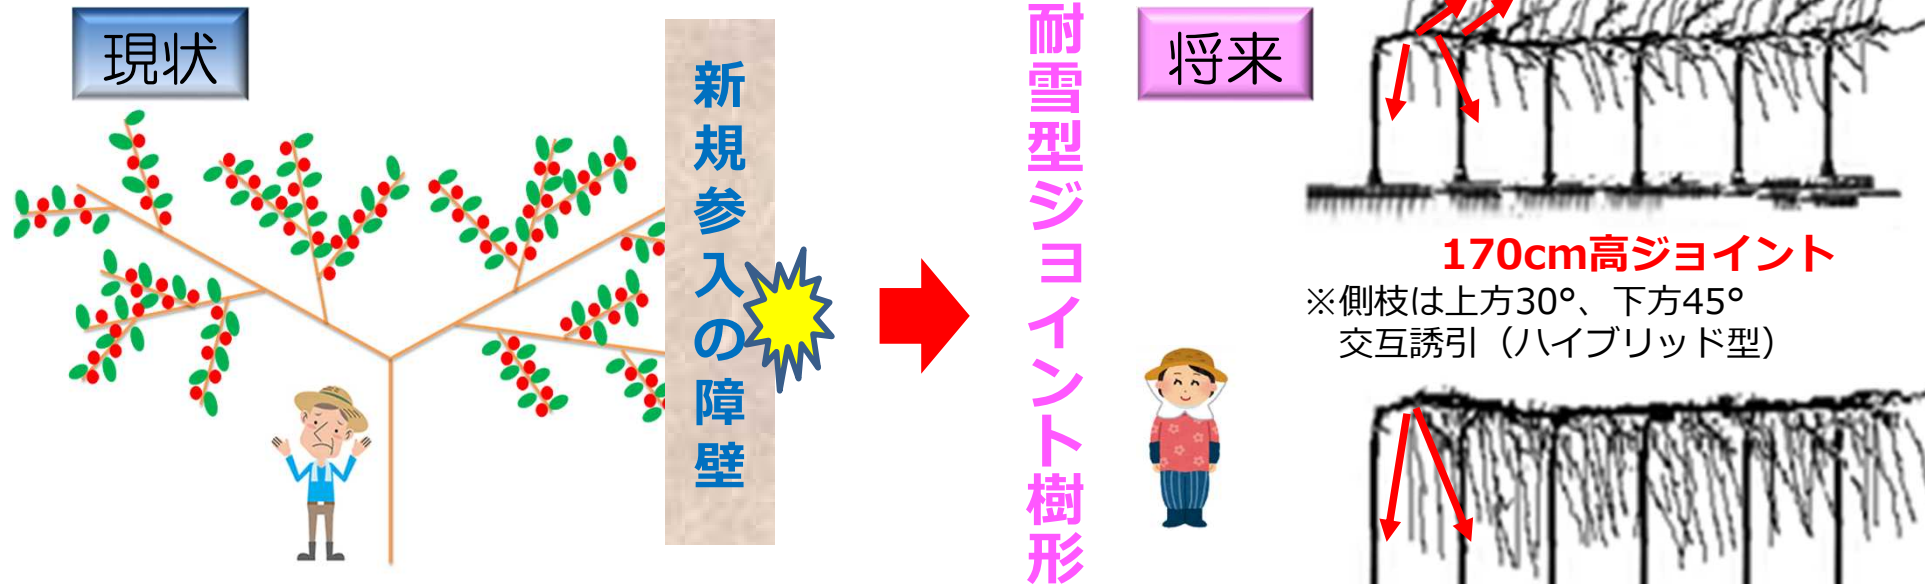 現状
新規参入の障壁
耐雪型ジョイント樹形
将来
170cm高ジョイント
※側枝は上方30°、下方45°
交互誘引（ハイブリッド型）